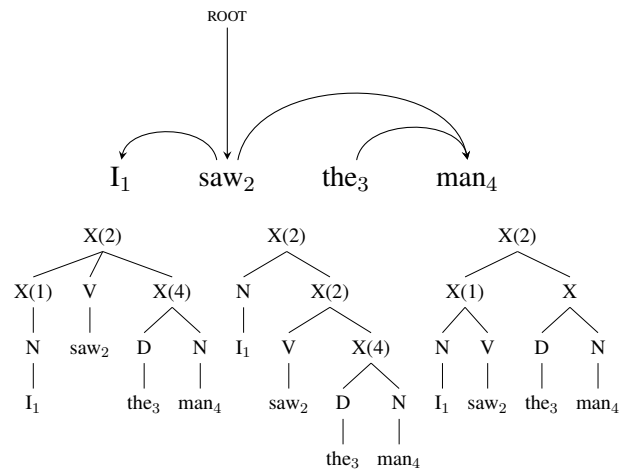 ROOT
I₁ saw₂ the₃ man₄
X(2) X(2) X(2)
X(1) V X(4) N X(2) X(1) X
N saw₂ D N I₁ V X(4) N V D N
I₁ the₃ man₄ saw₂ D N I₁ saw₂ the₃ man₄
the₃ man₄